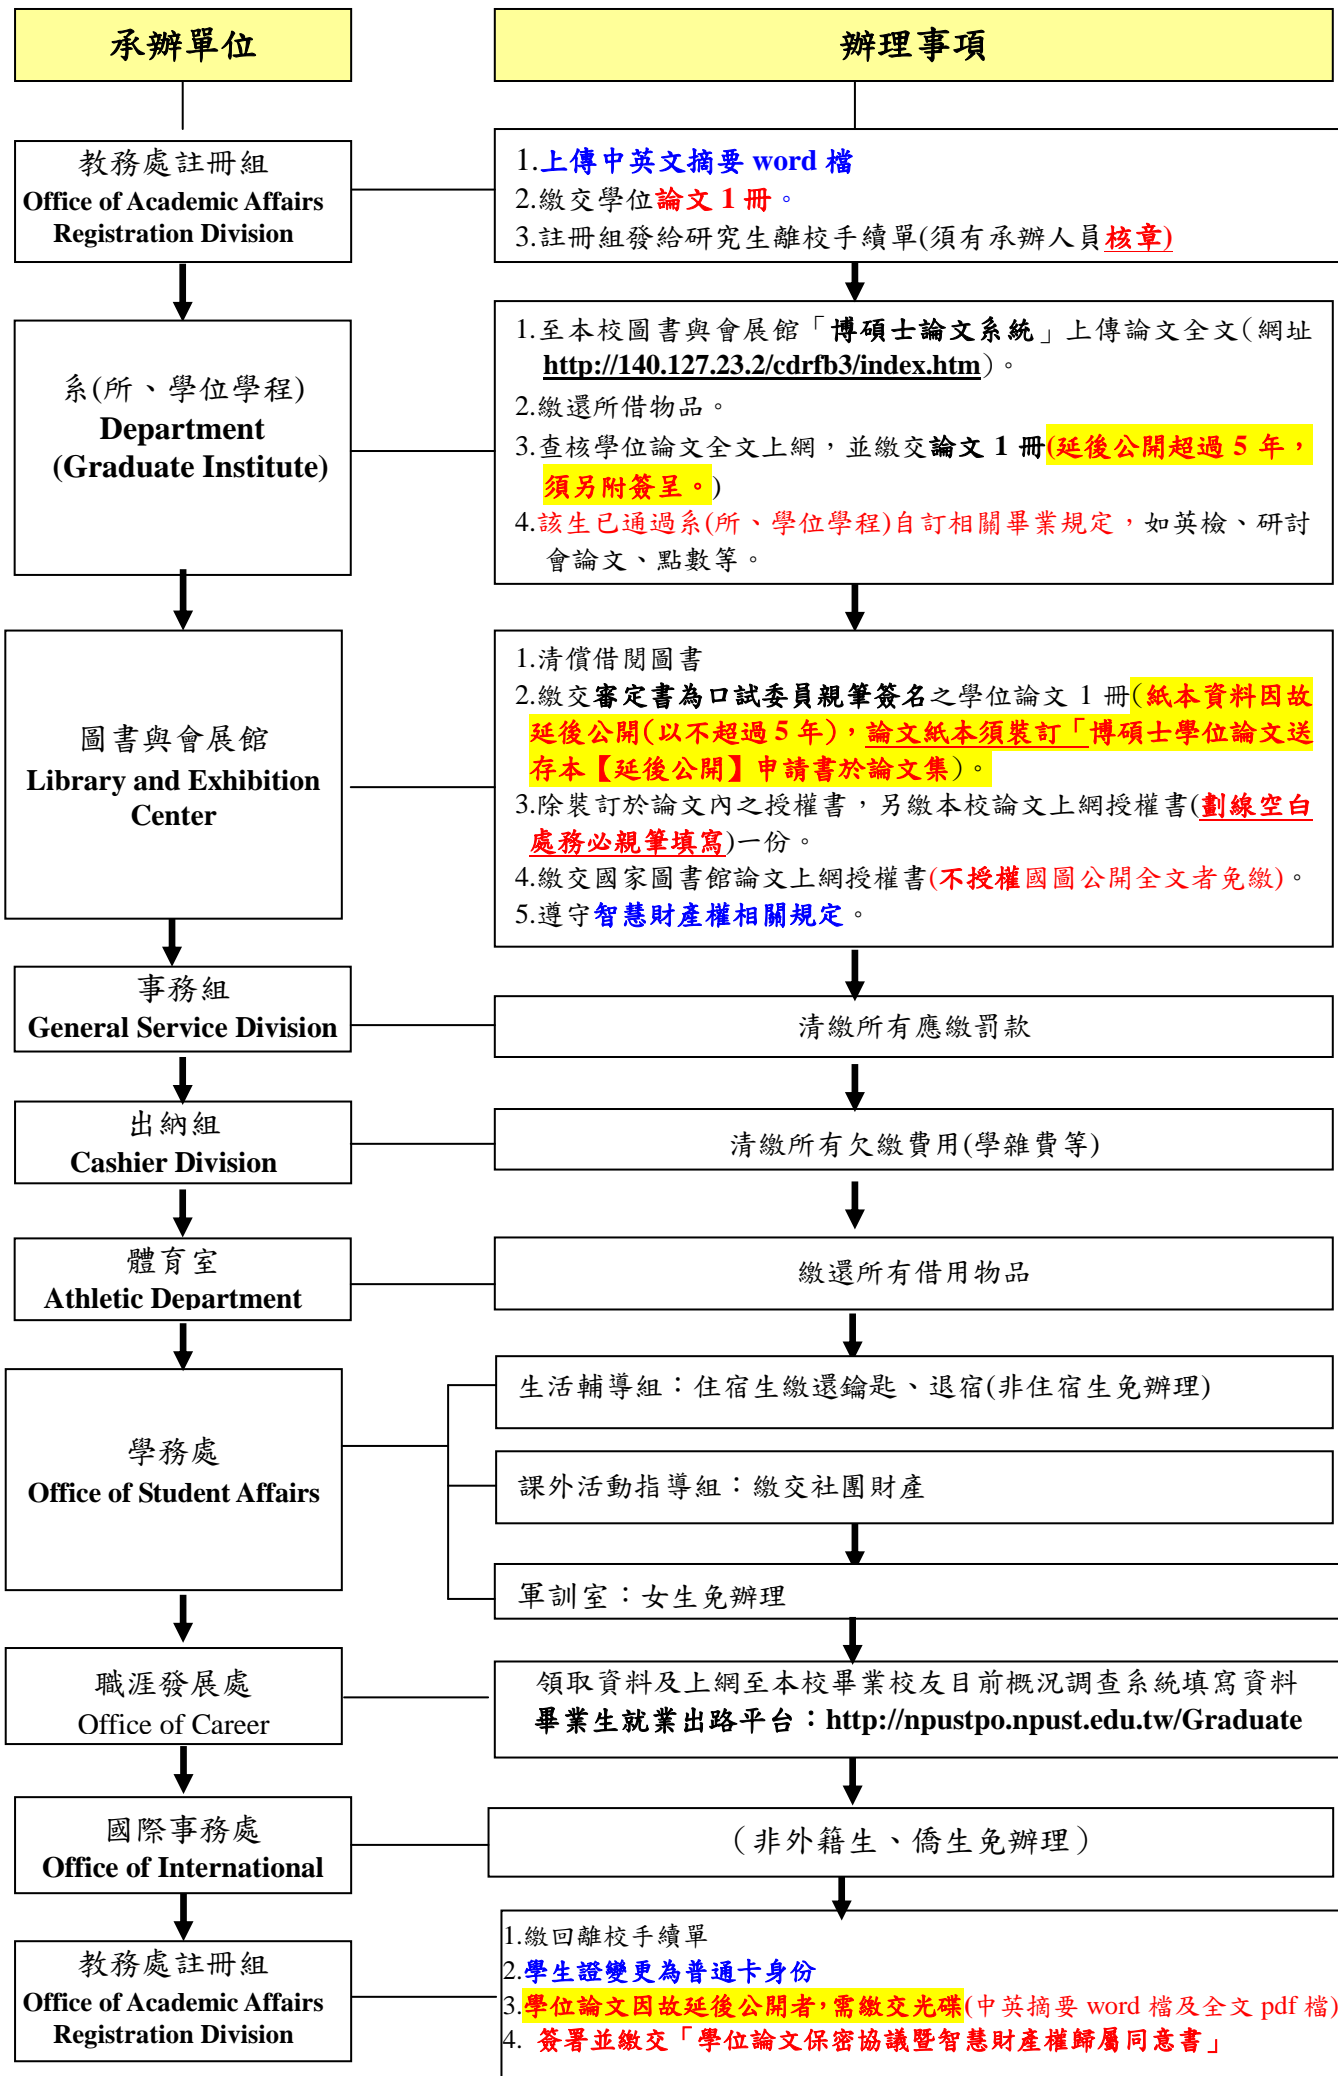 承辦單位
辦理事項
教務處註冊組
Office of Academic Affairs
Registration Division
1.上傳中英文摘要 word 檔
2.繳交學位論文 1 冊。
3.註冊組發給研究生離校手續單(須有承辦人員核章)
系(所、學位學程)
Department
(Graduate Institute)
1.至本校圖書與會展館「博碩士論文系統」上傳論文全文(網址
http://140.127.23.2/cdrfb3/index.htm)。
2.繳還所借物品。
3.查核學位論文全文上網，並繳交論文 1 冊(延後公開超過 5 年，
須另附簽呈。)
4.該生已通過系(所、學位學程)自訂相關畢業規定，如英檢、研討
會論文、點數等。
圖書與會展館
Library and Exhibition
Center
1.清償借閱圖書
2.繳交審定書為口試委員親筆簽名之學位論文 1 冊(紙本資料因故
延後公開(以不超過 5 年)，論文紙本須裝訂「博碩士學位論文送
存本【延後公開】申請書於論文集)。
3.除裝訂於論文內之授權書，另繳本校論文上網授權書(劃線空白
處務必親筆填寫)一份。
4.繳交國家圖書館論文上網授權書(不授權國圖公開全文者免繳)。
5.遵守智慧財產權相關規定。
事務組
General Service Division
清繳所有應繳罰款
出納組
Cashier Division
清繳所有欠繳費用(學雜費等)
體育室
Athletic Department
繳還所有借用物品
學務處
Office of Student Affairs
生活輔導組：住宿生繳還鑰匙、退宿(非住宿生免辦理)
課外活動指導組：繳交社團財產
軍訓室：女生免辦理
職涯發展處
Office of Career
領取資料及上網至本校畢業校友目前概況調查系統填寫資料
畢業生就業出路平台：http://npustpo.npust.edu.tw/Graduate
國際事務處
Office of International
（非外籍生、僑生免辦理）
教務處註冊組
Office of Academic Affairs
Registration Division
1.繳回離校手續單
2.學生證變更為普通卡身份
3.學位論文因故延後公開者，需繳交光碟(中英摘要 word 檔及全文 pdf 檔)
4. 簽署並繳交「學位論文保密協議暨智慧財產權歸屬同意書」